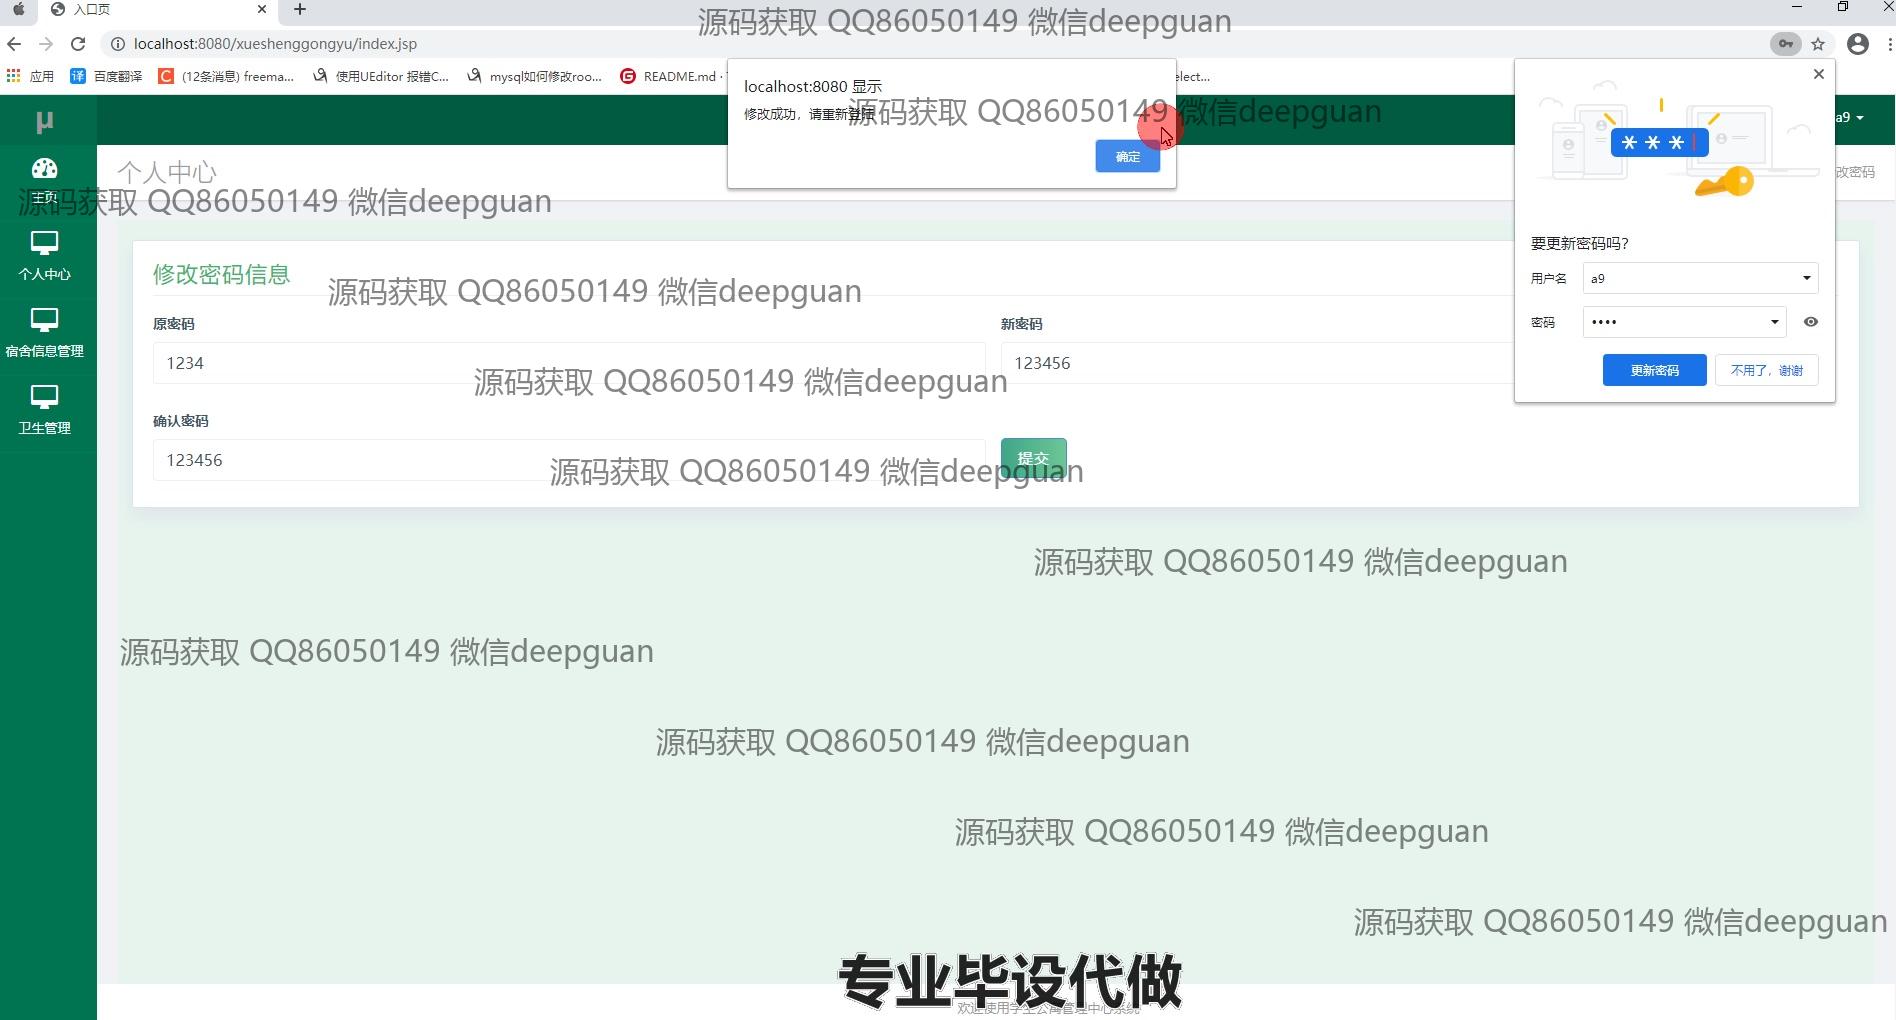 入口页
localhost:8080/xueshenggongyu/index.jsp
源码获取 QQ86050149 微信deepguan
应用 百度翻译 (12条消息) freema... 使用UEditor 报错C... mysql如何修改roo... README.md · elect...
localhost:8080 显示
修改成功，请重新登陆
源码获取 QQ86050149 微信deepguan
确定
μ
a9
个人中心
改密码
主页
源码获取 QQ86050149 微信deepguan
个人中心
宿舍信息管理
卫生管理
***
要更新密码吗?
用户名 a9
密码 ••••
更新密码 不用了，谢谢
修改密码信息
源码获取 QQ86050149 微信deepguan
原密码 新密码
1234 123456
源码获取 QQ86050149 微信deepguan
确认密码
123456 提交
源码获取 QQ86050149 微信deepguan
源码获取 QQ86050149 微信deepguan
源码获取 QQ86050149 微信deepguan
源码获取 QQ86050149 微信deepguan
源码获取 QQ86050149 微信deepguan
源码获取 QQ86050149 微信deepguan
专业毕设代做
欢迎使用学生公寓管理中心系统